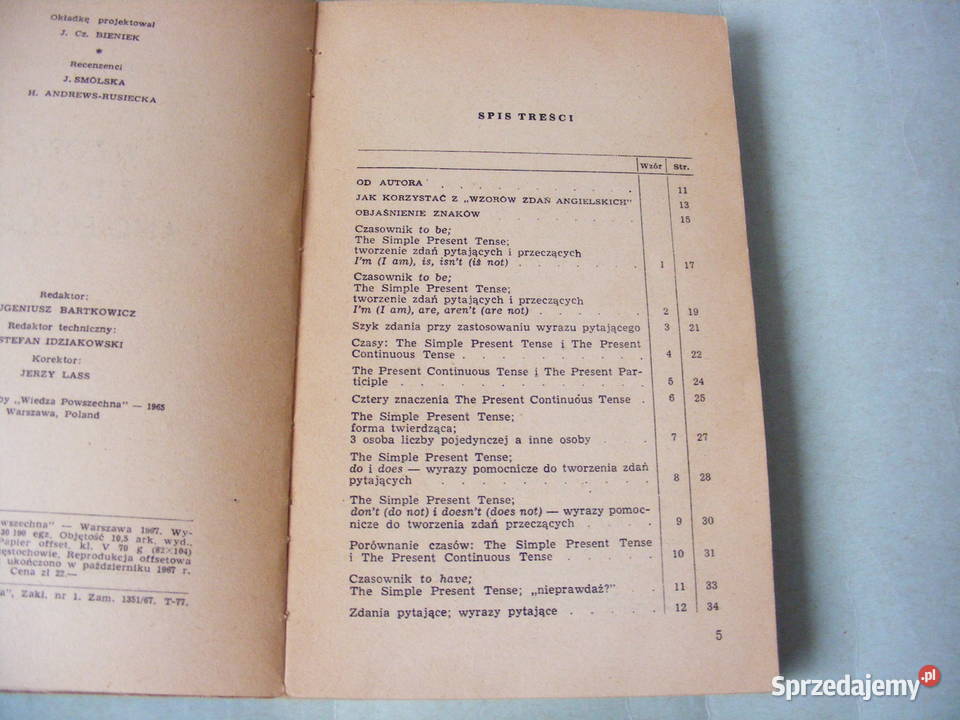 Okładkę projektował
J. Cz. BIENIEK
*
Recenzenci
J. SMÓLSKA
H. ANDREWS-RUSIECKA
Redaktor:
EUGENIUSZ BARTKOWICZ
Redaktor techniczny:
STEFAN IDZIAKOWSKI
Korektor:
JERZY LASS
by „Wiedza Powszechna" — 1965
Warszawa, Poland
— Warszawa 1967. Wy-
egz. Objętość 10,5 ark. wyd.,
Papier offset. kl. V 70 g (82×104)
Reprodukcja offsetowa
ukończono w październiku 1967 r.
Cena zł 22.—
Zakł. nr 1. Zam. 1351/67. T-77.
SPIS TREŚCI
Wzór Str.
OD AUTORA 11
JAK KORZYSTAĆ Z „WZORÓW ZDAŃ ANGIELSKICH" 13
OBJAŚNIENIE ZNAKÓW 15
Czasownik to be;
The Simple Present Tense;
tworzenie zdań pytających i przeczących
I'm (I am), is, isn't (is not) 1 17
Czasownik to be;
The Simple Present Tense;
tworzenie zdań pytających i przeczących
I'm (I am), are, aren't (are not) 2 19
Szyk zdania przy zastosowaniu wyrazu pytającego 3 21
Czasy: The Simple Present Tense i The Present
Continuous Tense 4 22
The Present Continuous Tense i The Present Par-
ticiple 5 24
Cztery znaczenia The Present Continuous Tense 6 25
The Simple Present Tense;
forma twierdząca;
3 osoba liczby pojedynczej a inne osoby 7 27
The Simple Present Tense;
do i does — wyrazy pomocnicze do tworzenia zdań
pytających 8 28
The Simple Present Tense;
don't (do not) i doesn't (does not) — wyrazy pomoc-
nicze do tworzenia zdań przeczących 9 30
Porównanie czasów: The Simple Present Tense
i The Present Continuous Tense 10 31
Czasownik to have;
The Simple Present Tense; „nieprawdaż?" 11 33
Zdania pytające; wyrazy pytające 12 34
5
Sprzedajemy.pl